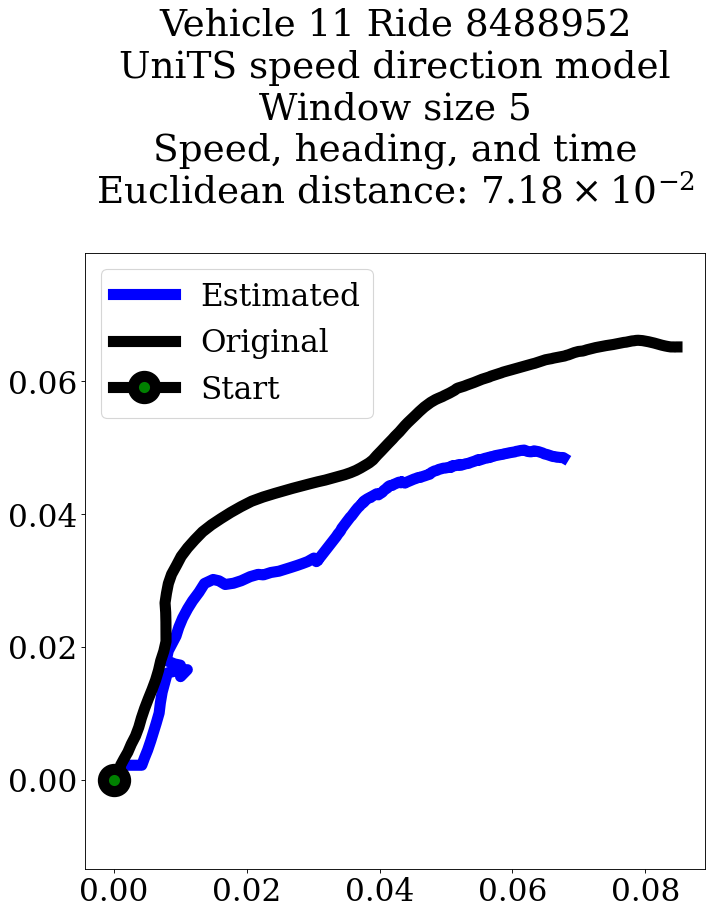 Vehicle 11 Ride 8488952
UniTS speed direction model
Window size 5
Speed, heading, and time
Euclidean distance: $7.18 \times 10^{-2}$
Estimated
Original
Start
0.06
0.04
0.02
0.00
0.00 0.02 0.04 0.06 0.08